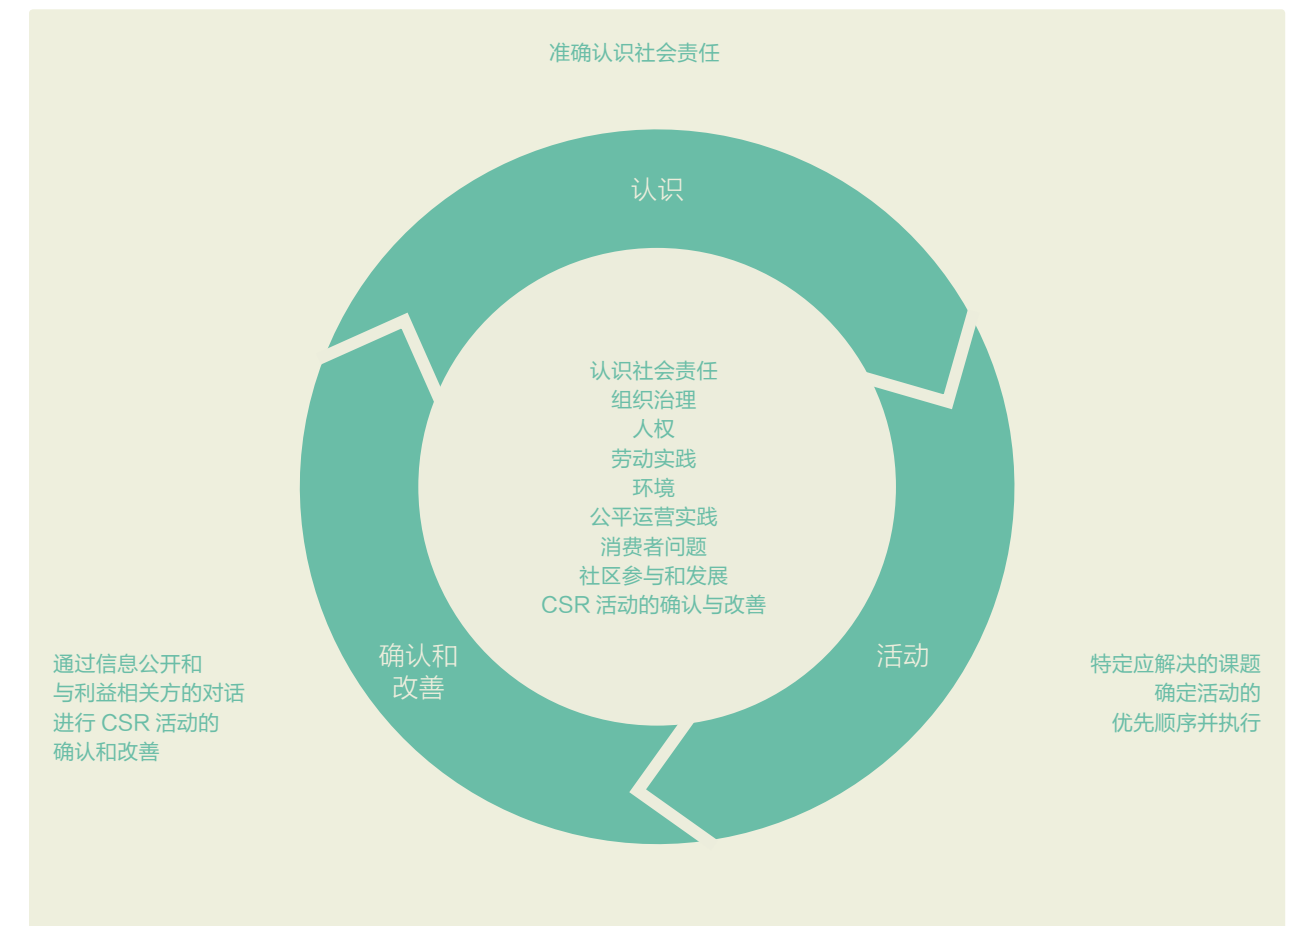 准确认识社会责任
认识
认识社会责任
组织治理
人权
劳动实践
环境
公平运营实践
消费者问题
社区参与和发展
CSR 活动的确认与改善
确认和
改善
活动
通过信息公开和
与利益相关方的对话
进行 CSR 活动的
确认和改善
特定应解决的课题
确定活动的
优先顺序并执行